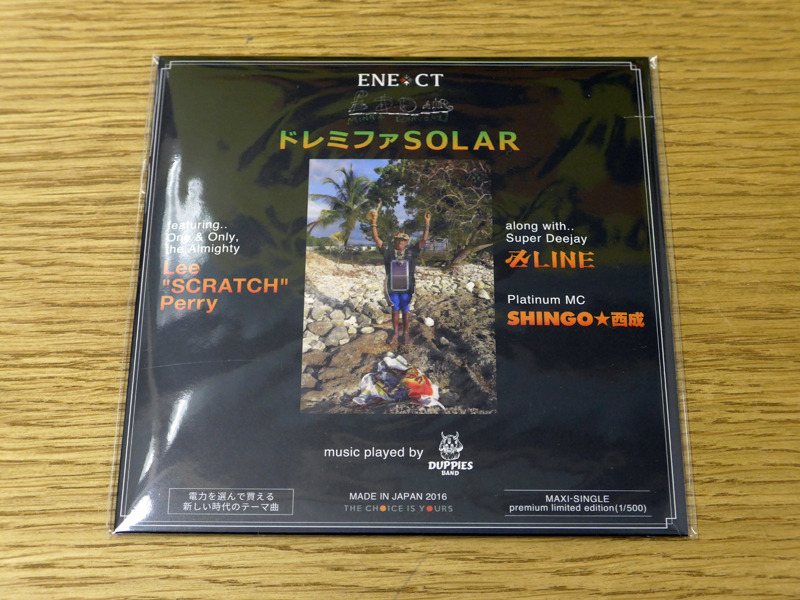 ENE CT
ドレミファSOLAR
featuring..
One & Only,
the Almighty
Lee
"SCRATCH"
Perry
along with..
Super Deejay
卍LINE
Platinum MC
SHINGO★西成
music played by
DUPPIES
BAND
電力を選んで買える
新しい時代のテーマ曲
MADE IN JAPAN 2016
THE CHOICE IS YOURS
MAXI-SINGLE
premium limited edition(1/500)